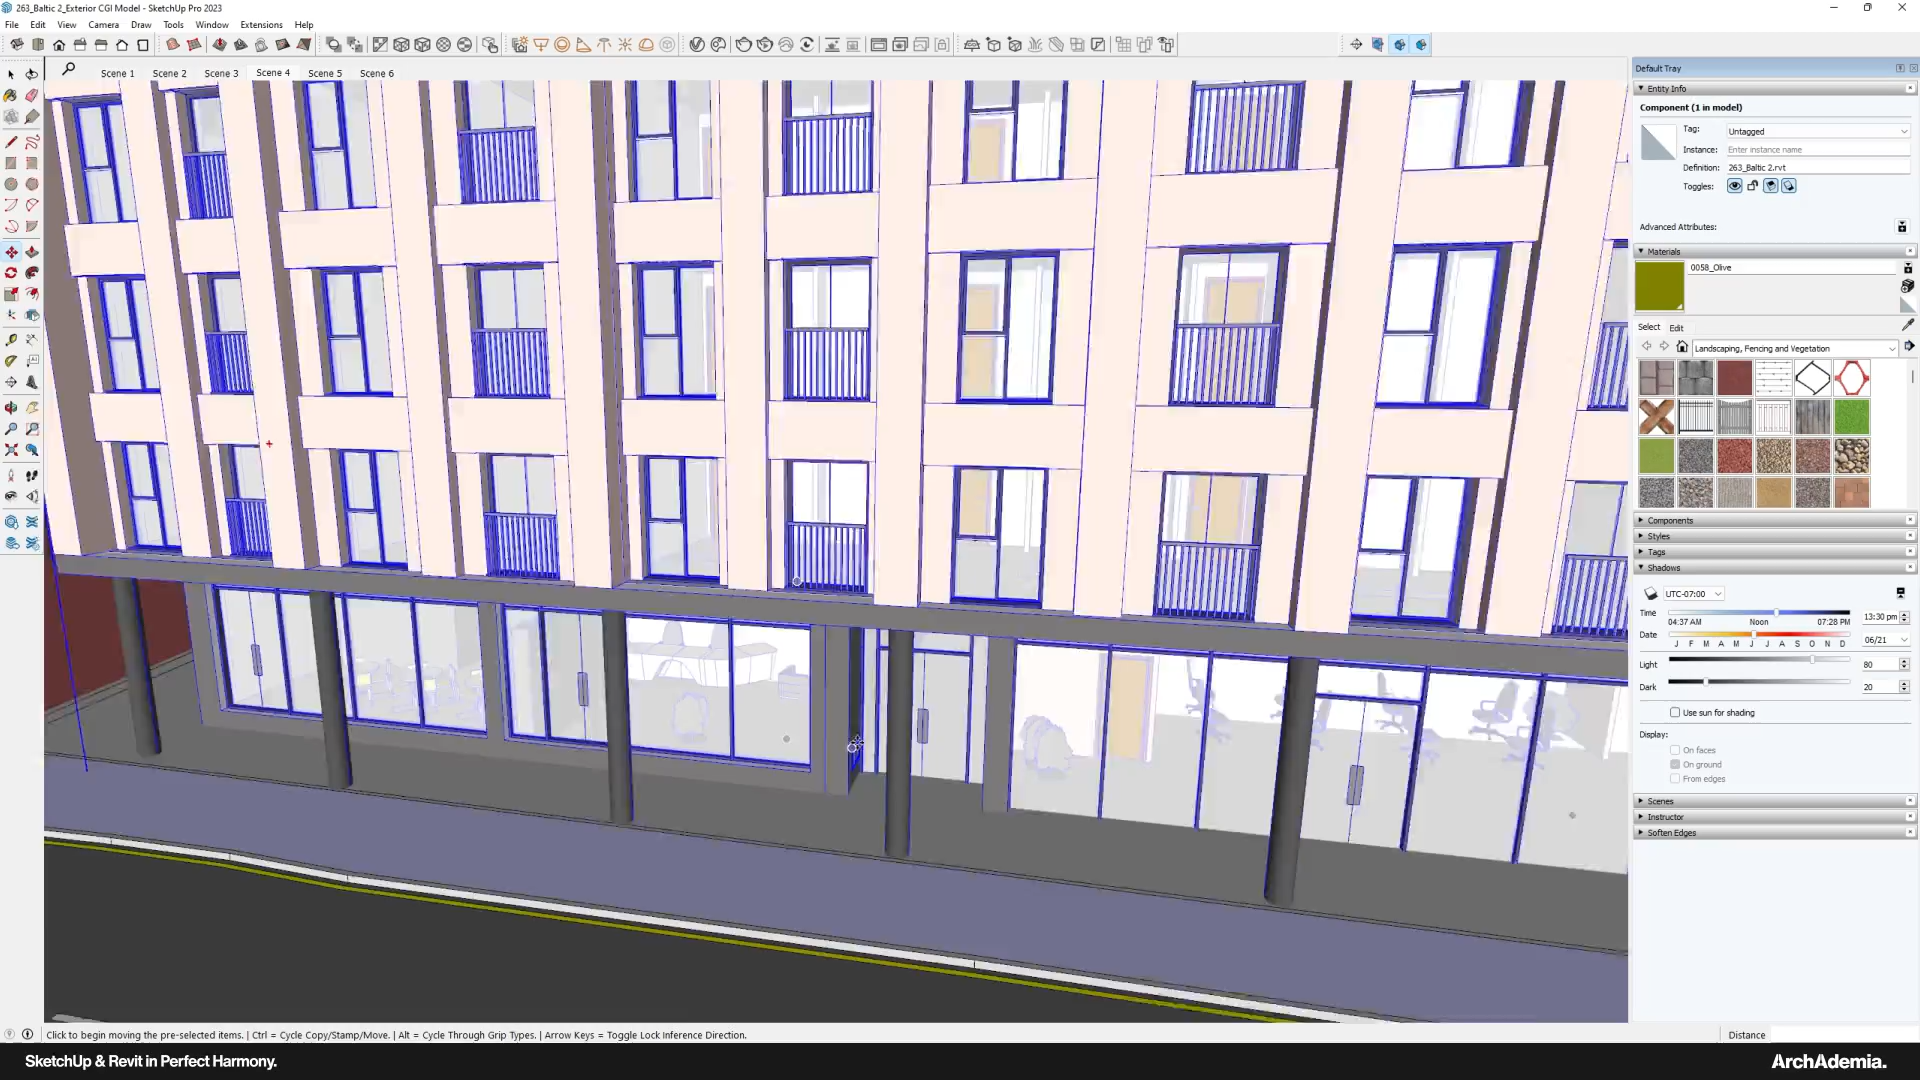 263_Baltic 2_Exterior CGI Model - SketchUp Pro 2023
File Edit View Camera Draw Tools Window Extensions Help
Scene 1 Scene 2 Scene 3 Scene 4 Scene 5 Scene 6
Default Tray
Entity Info
Component (1 in model)
Tag: Untagged
Instance: Enter instance name
Definition: 263_Baltic 2.rvt
Toggles:
Advanced Attributes:
Materials
0058_Olive
Select Edit
Landscaping, Fencing and Vegetation
Components
Styles
Tags
Shadows
UTC-07:00
Time 13:30 pm
04:37 AM Noon 07:28 PM
Date 06/21
J F M A M J J A S O N D
Light 80
Dark 20
Use sun for shading
Display:
On faces
On ground
From edges
Scenes
Instructor
Soften Edges
Click to begin moving the pre-selected items. | Ctrl = Cycle Copy/Stamp/Move. | Alt = Cycle Through Grip Types. | Arrow Keys = Toggle Lock Inference Direction.
Distance
SketchUp & Revit in Perfect Harmony.
ArchAdemia.